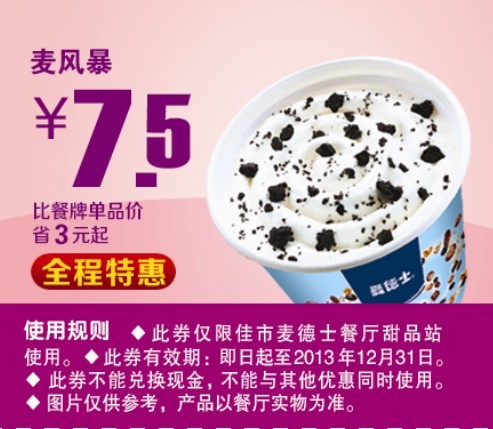 麦风暴
¥7.5
比餐牌单品价
省3元起
全程特惠
麦德士
使用规则 ◆此券仅限佳市麦德士餐厅甜品站
使用。◆此券有效期：即日起至2013年12月31日。
◆ 此券不能兑换现金，不能与其他优惠同时使用。
◆图片仅供参考，产品以餐厅实物为准。